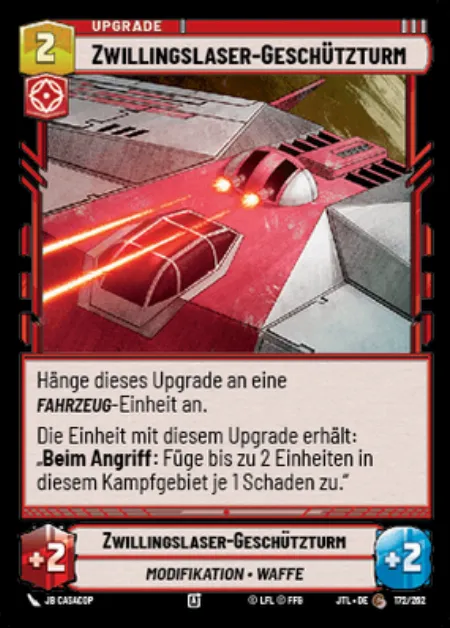 UPGRADE
2
ZWILLINGSLASER-GESCHÜTZTURM
Hänge dieses Upgrade an eine
FAHRZEUG-Einheit an.
Die Einheit mit diesem Upgrade erhält:
„Beim Angriff: Füge bis zu 2 Einheiten in
diesem Kampfgebiet je 1 Schaden zu.“
+2
ZWILLINGSLASER-GESCHÜTZTURM
+2
MODIFIKATION • WAFFE
JB CASACOP
© LFL © FFG
JTL • DE
172/262